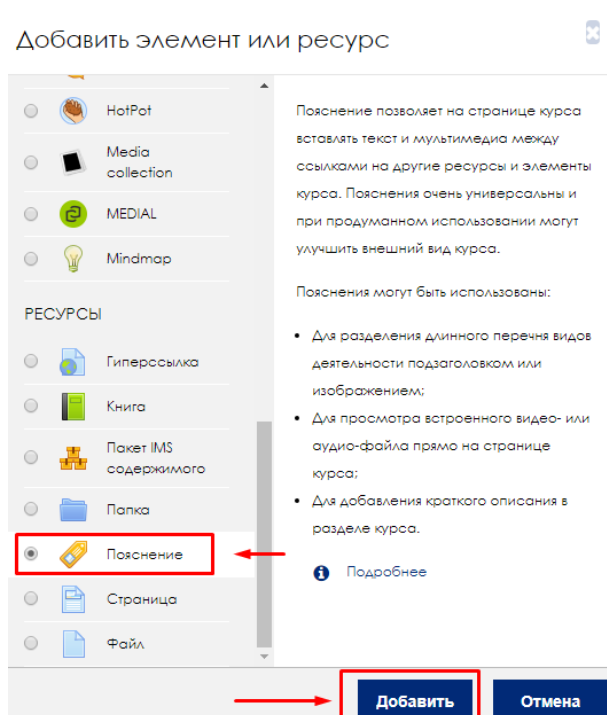 Добавить элемент или ресурс
HotPot
Media
collection
MEDIAL
Mindmap
РЕСУРСЫ
Гиперссылка
Книга
Пакет IMS
содержимого
Папка
Пояснение
Страница
Файл
Пояснение позволяет на странице курса
вставлять текст и мультимедиа между
ссылками на другие ресурсы и элементы
курса. Пояснения очень универсальны и
при продуманном использовании могут
улучшить внешний вид курса.
Пояснения могут быть использованы:
• Для разделения длинного перечня видов
деятельности подзаголовком или
изображением;
• Для просмотра встроенного видео- или
аудио-файла прямо на странице
курса;
• Для добавления краткого описания в
разделе курса.
Подробнее
Добавить
Отмена